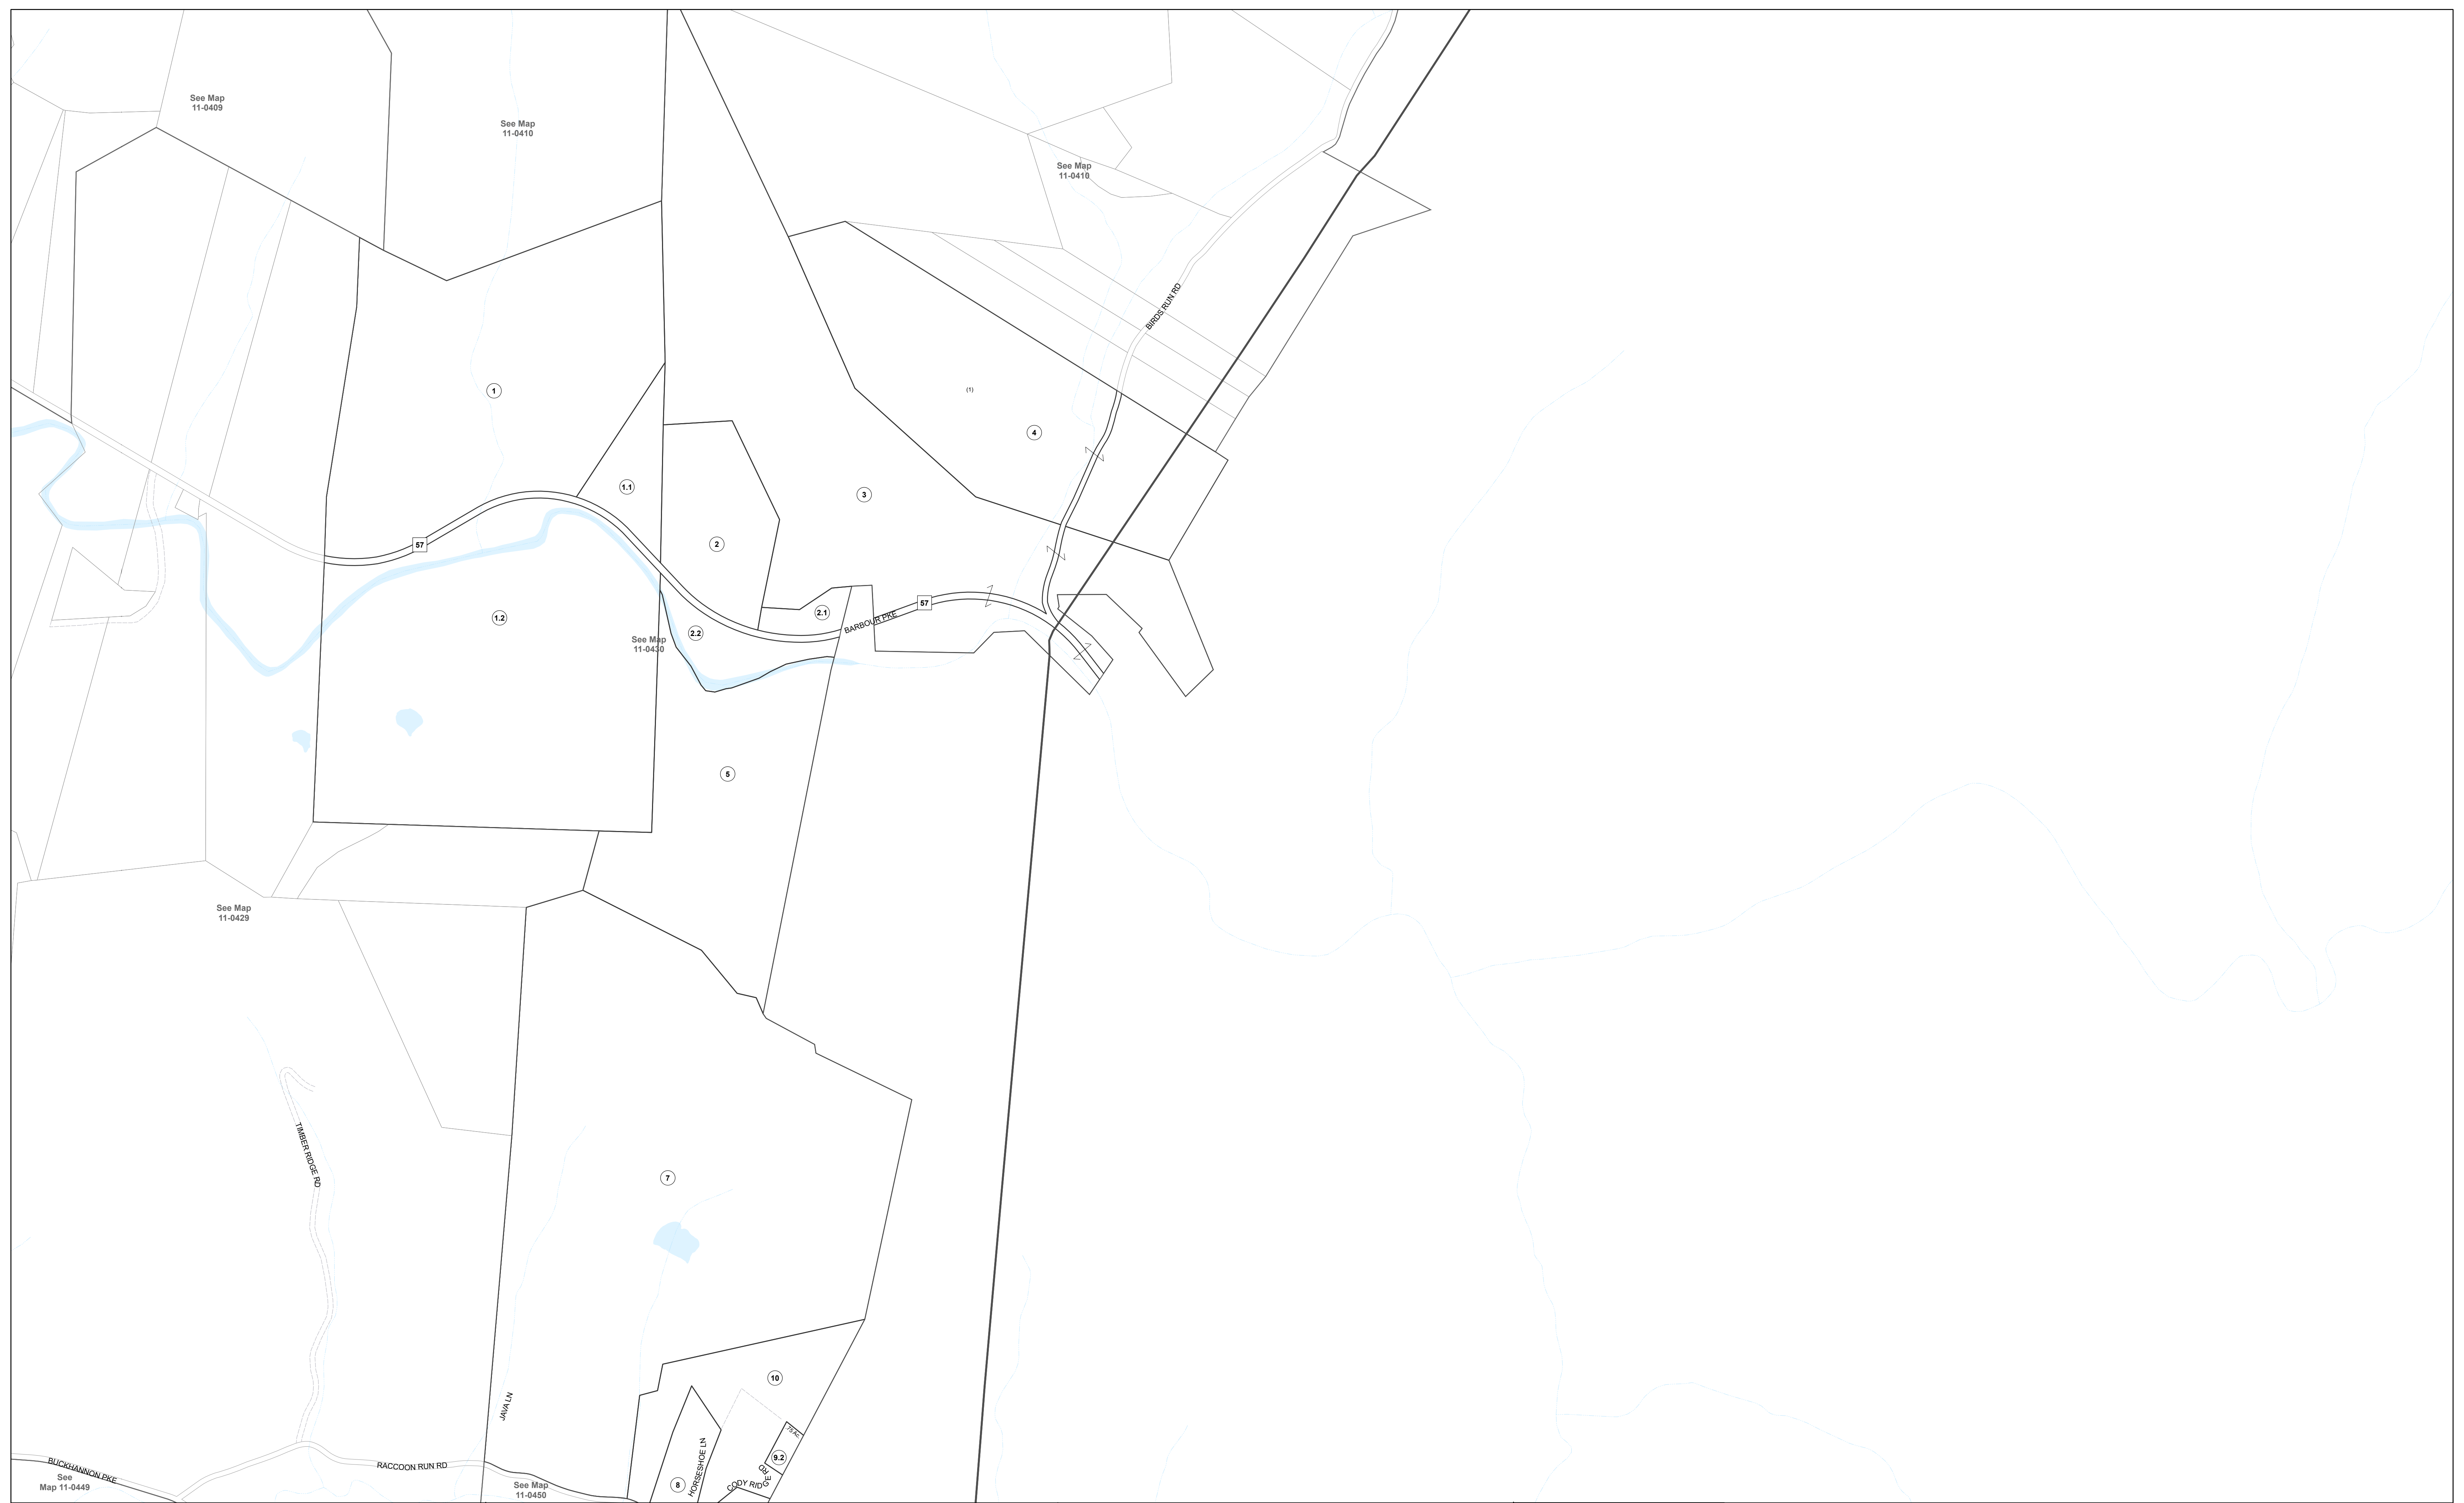 See Map
11-0409
See Map
11-0410
See Map
11-0410
BIRDS RUN RD
1
(1)
4
1.1
3
57
2
57
2.1
1.2
BARBOUR PKE
2.2
See Map
11-0430
5
See Map
11-0429
TIMBER RIDGE RD
7
10
JAVA LN
.75 Ac
9.2
HORSESHOE LN
BUCKHANNON PKE
RACCOON RUN RD
See
Map 11-0449
See Map
11-0450
8
CODY RIDGE RD